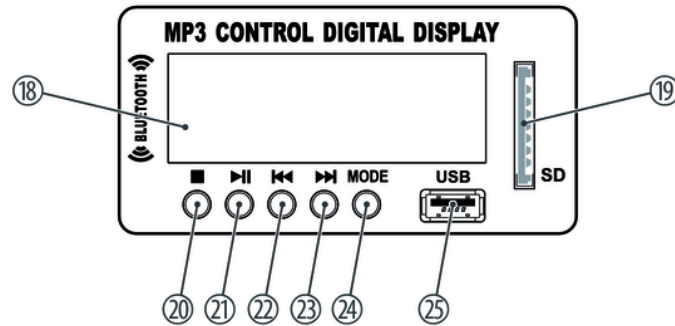 MP3 CONTROL DIGITAL DISPLAY
BLUETOOTH
18
19
MODE
USB
SD
20
21
22
23
24
25